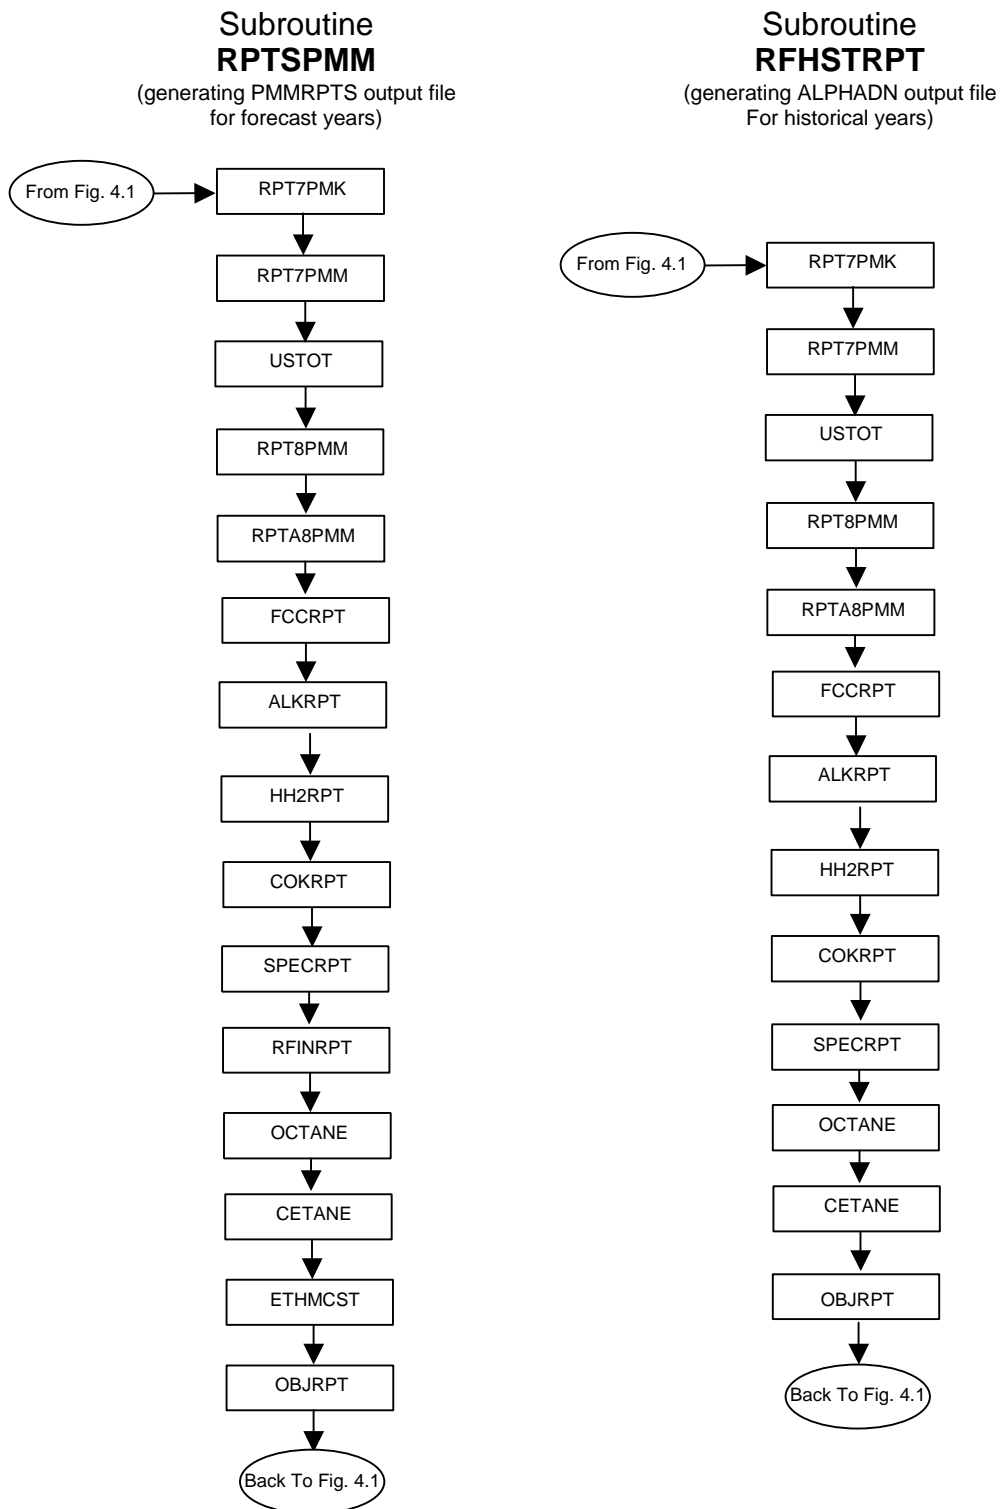 Subroutine
RPTSPMM
(generating PMMRPTS output file
for forecast years)
From Fig. 4.1
RPT7PMK
RPT7PMM
USTOT
RPT8PMM
RPTA8PMM
FCCRPT
ALKRPT
HH2RPT
COKRPT
SPECRPT
RFINRPT
OCTANE
CETANE
ETHMCST
OBJRPT
Back To Fig. 4.1
Subroutine
RFHSTRPT
(generating ALPHADN output file
For historical years)
From Fig. 4.1
RPT7PMK
RPT7PMM
USTOT
RPT8PMM
RPTA8PMM
FCCRPT
ALKRPT
HH2RPT
COKRPT
SPECRPT
OCTANE
CETANE
OBJRPT
Back To Fig. 4.1